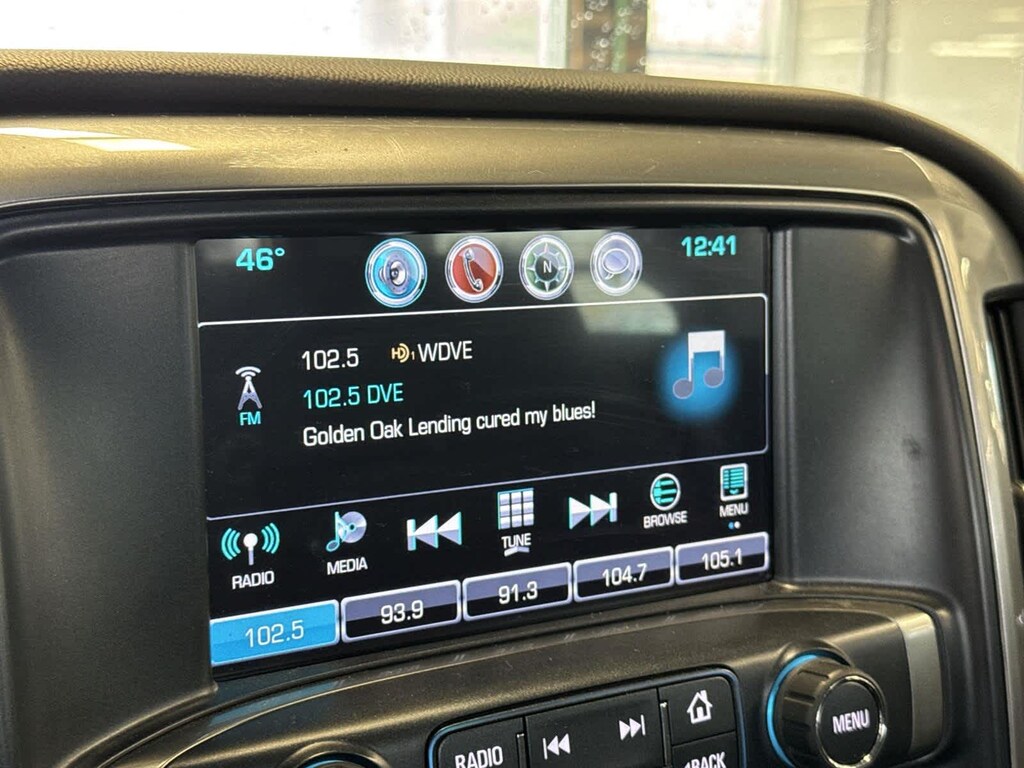 46° 12:41
N
102.5 HD1 WDVE
102.5 DVE
FM
Golden Oak Lending cured my blues!
RADIO MEDIA TUNE BROWSE MENU
102.5 93.9 91.3 104.7 105.1
RADIO BACK MENU